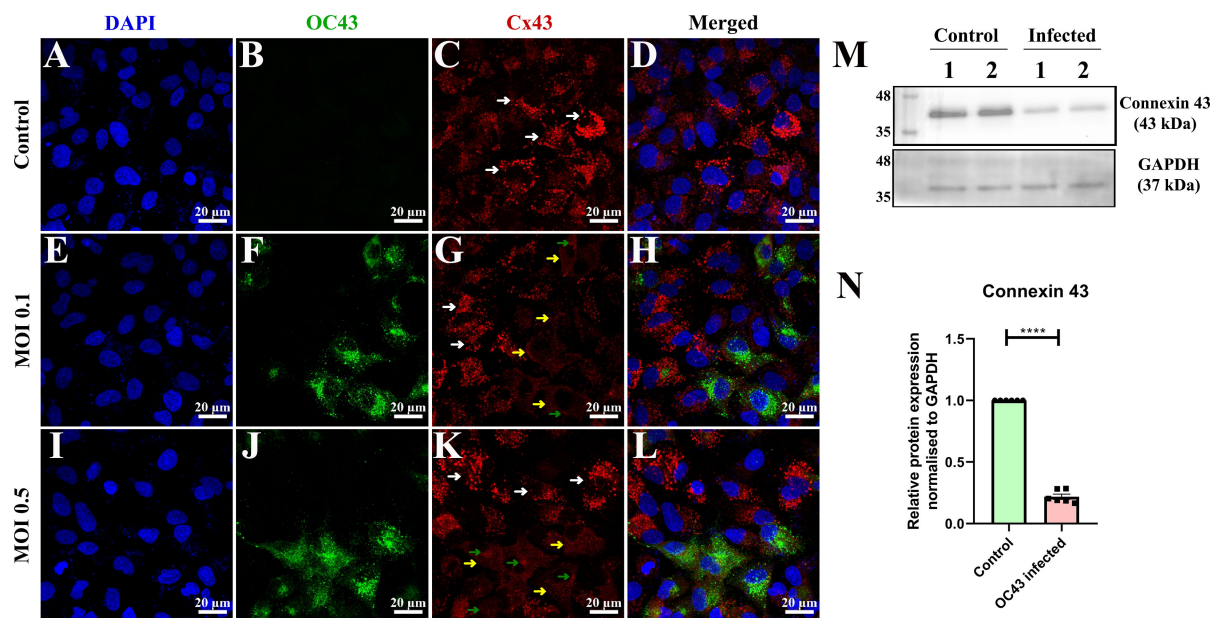 DAPI OC43 Cx43 Merged
Control
A B C D
20 μm 20 μm 20 μm 20 μm
MOI 0.1
E F G H
20 μm 20 μm 20 μm 20 μm
MOI 0.5
I J K L
20 μm 20 μm 20 μm 20 μm
M
Control Infected
1 2 1 2
48
35
Connexin 43
(43 kDa)
48
35
GAPDH
(37 kDa)
N
Connexin 43
Relative protein expression
normalised to GAPDH
1.5
1.0
0.5
0.0
****
Control
OC43 infected